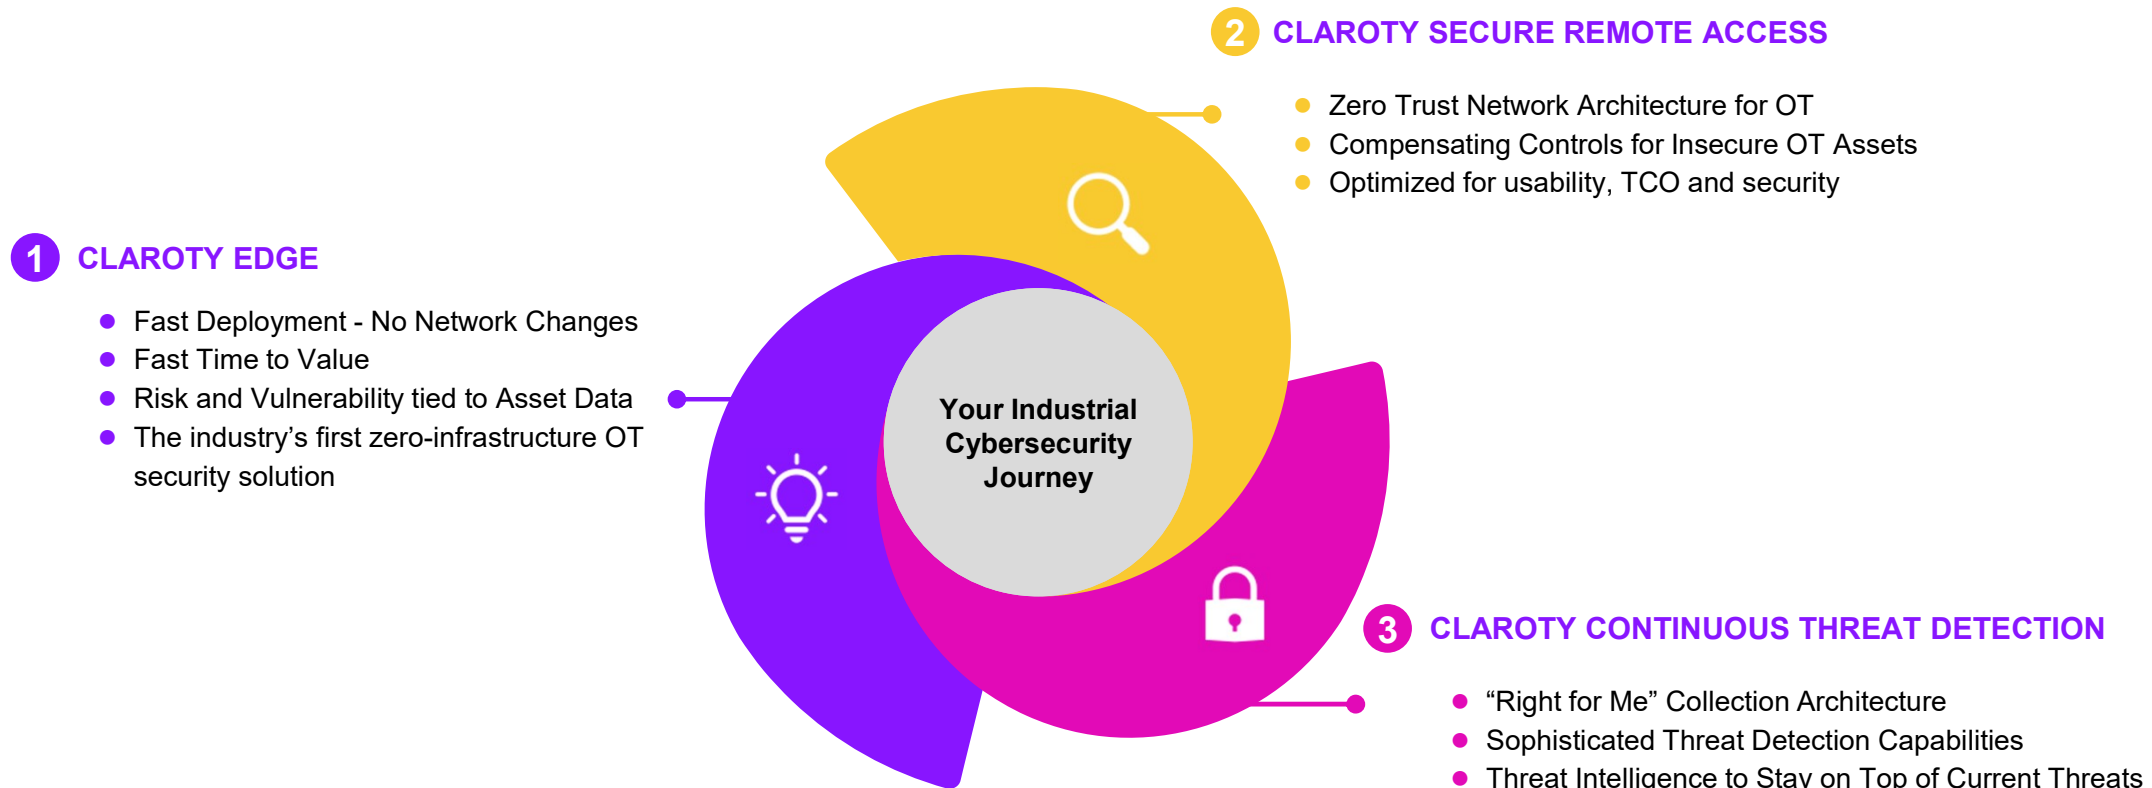 1 CLAROTY EDGE
Fast Deployment - No Network Changes
Fast Time to Value
Risk and Vulnerability tied to Asset Data
The industry’s first zero-infrastructure OT
security solution
2 CLAROTY SECURE REMOTE ACCESS
Zero Trust Network Architecture for OT
Compensating Controls for Insecure OT Assets
Optimized for usability, TCO and security
Your Industrial
Cybersecurity
Journey
3 CLAROTY CONTINUOUS THREAT DETECTION
“Right for Me” Collection Architecture
Sophisticated Threat Detection Capabilities
Threat Intelligence to Stay on Top of Current Threats